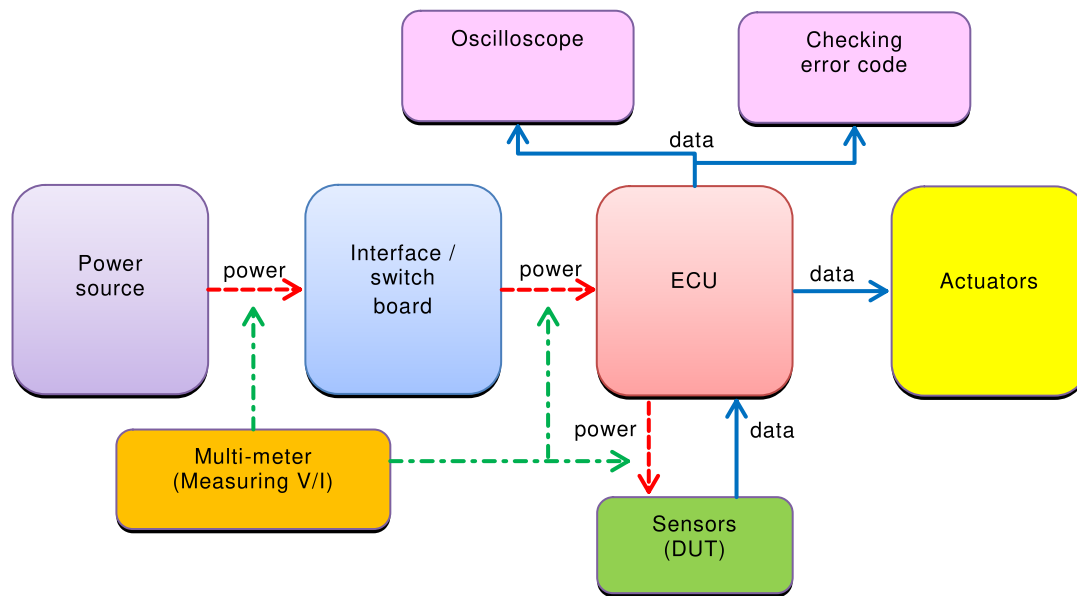 Oscilloscope
Checking
error code
data
Power
source
power
Interface /
switch
board
power
ECU
data
Actuators
Multi-meter
(Measuring V/I)
power
data
Sensors
(DUT)